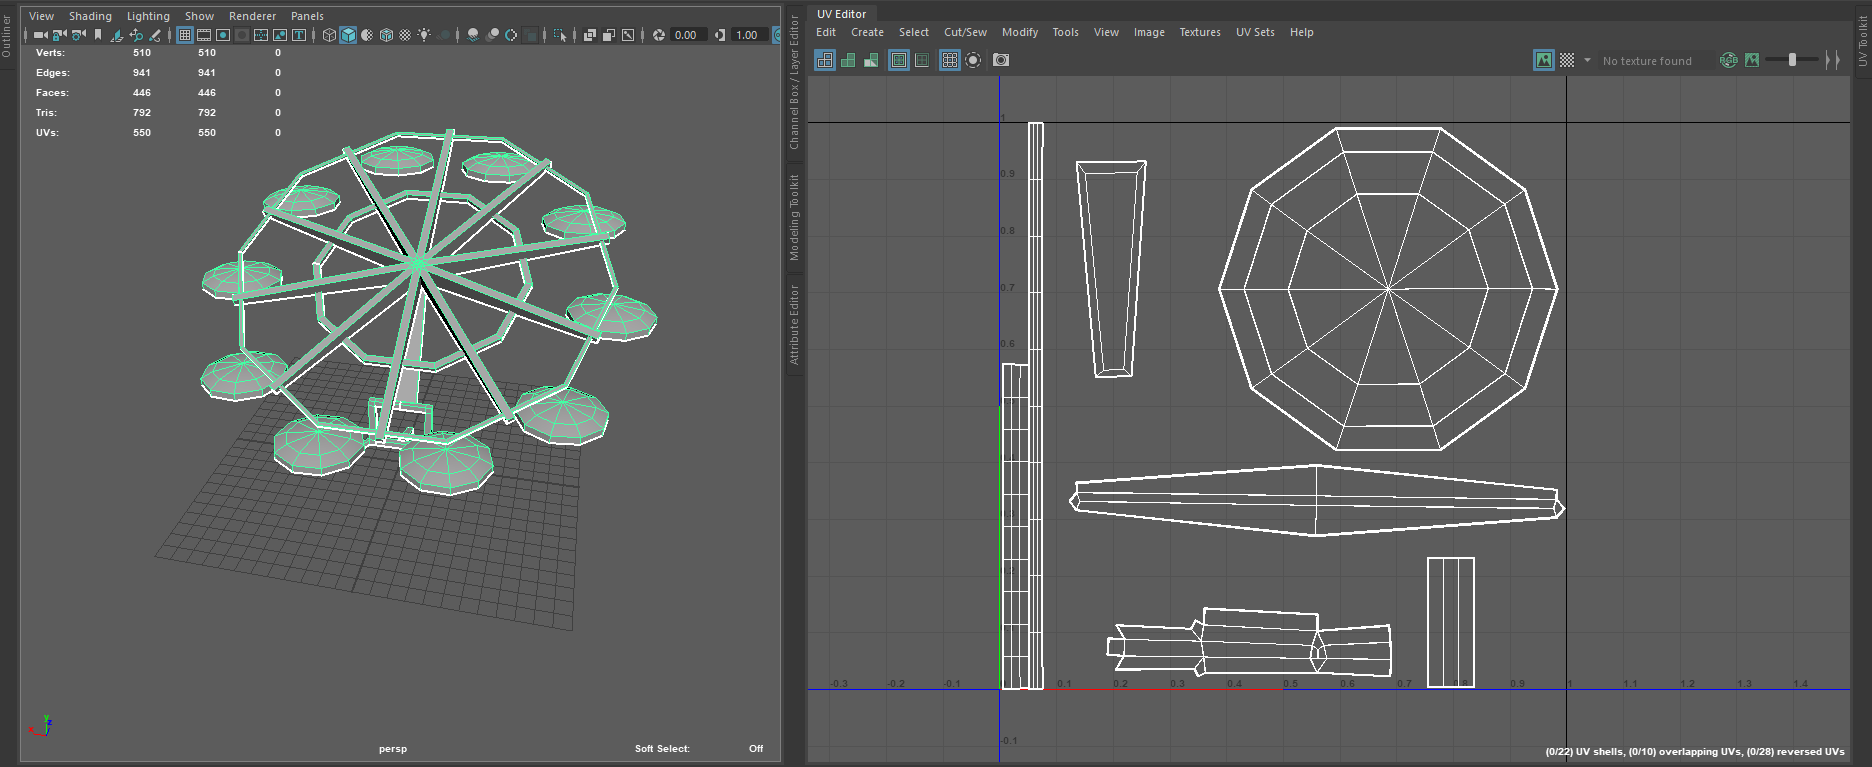 Outliner
View Shading Lighting Show Renderer Panels
0.00 1.00
Verts: 510 510 0
Edges: 941 941 0
Faces: 446 446 0
Tris: 792 792 0
UVs: 550 550 0
persp
Soft Select: Off
Channel Box / Layer Editor
Modeling Toolkit
Attribute Editor
UV Editor
Edit Create Select Cut/Sew Modify Tools View Image Textures UV Sets Help
No texture found
RGB
UV Toolkit
1
0.9
0.8
0.7
0.6
-0.3 -0.2 -0.1 0.1 0.2 0.3 0.4 0.5 0.6 0.7 0.8 0.9 1 1.1 1.2 1.3 1.4
-0.1
(0/22) UV shells, (0/10) overlapping UVs, (0/28) reversed UVs